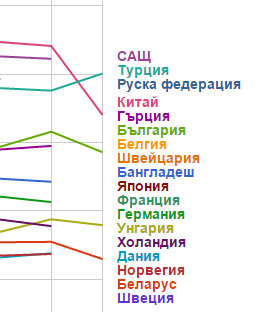 САЩ
Турция
Руска федерация
Китай
Гърция
България
Белгия
Швейцария
Бангладеш
Япония
Франция
Германия
Унгария
Холандия
Дания
Норвегия
Беларус
Швеция